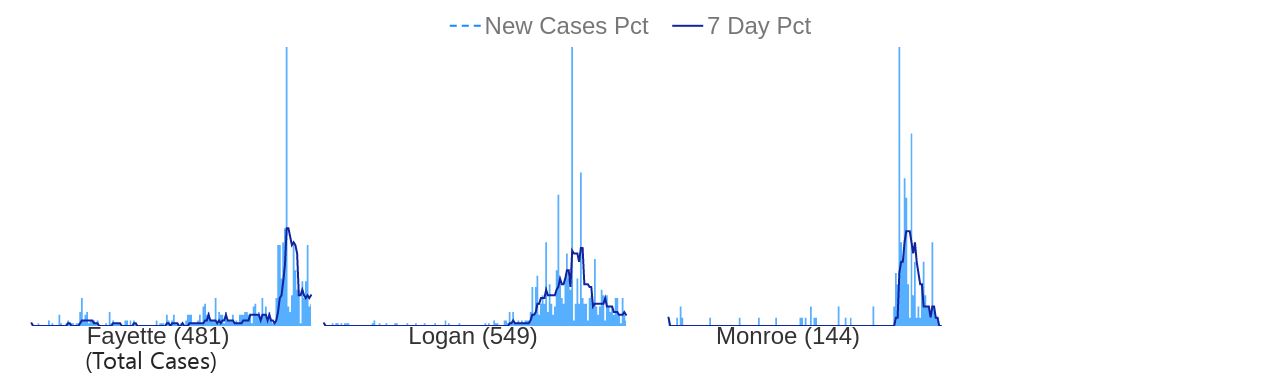 New Cases Pct 7 Day Pct
Fayette (481) Logan (549) Monroe (144)
(Total Cases)